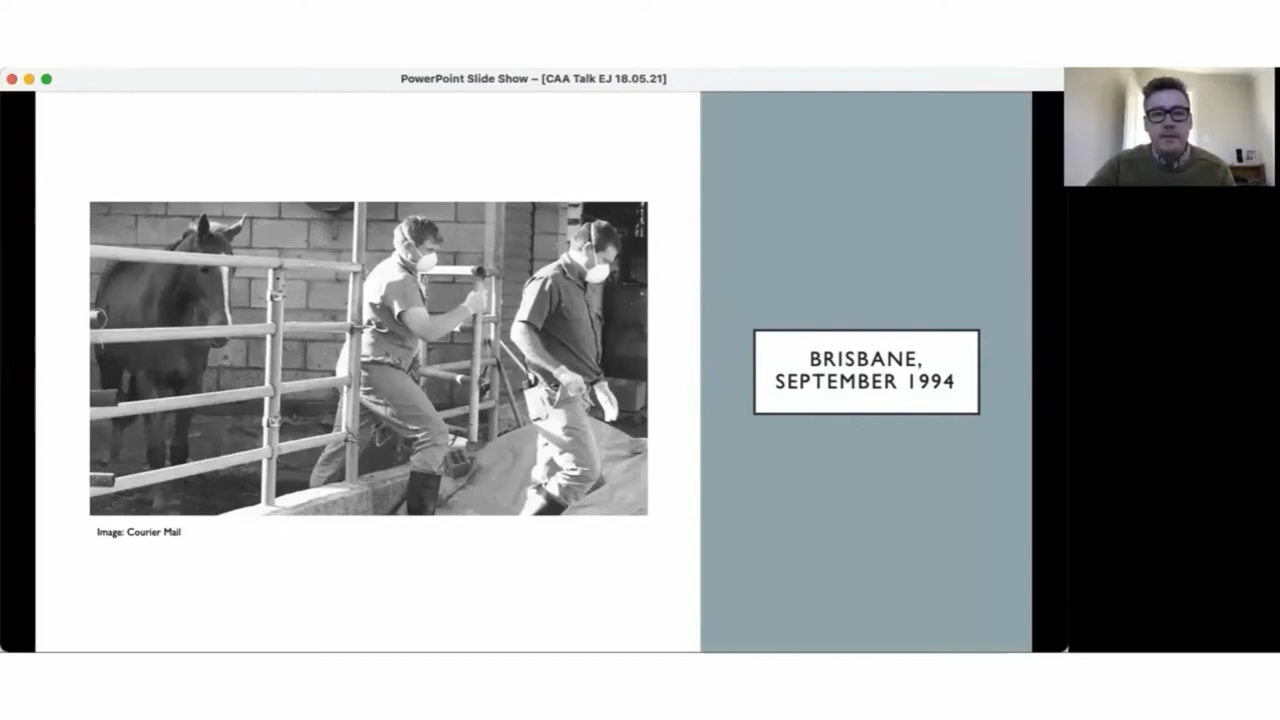 PowerPoint Slide Show – [CAA Talk EJ 18.05.21]
BRISBANE,
SEPTEMBER 1994
Image: Courier Mail